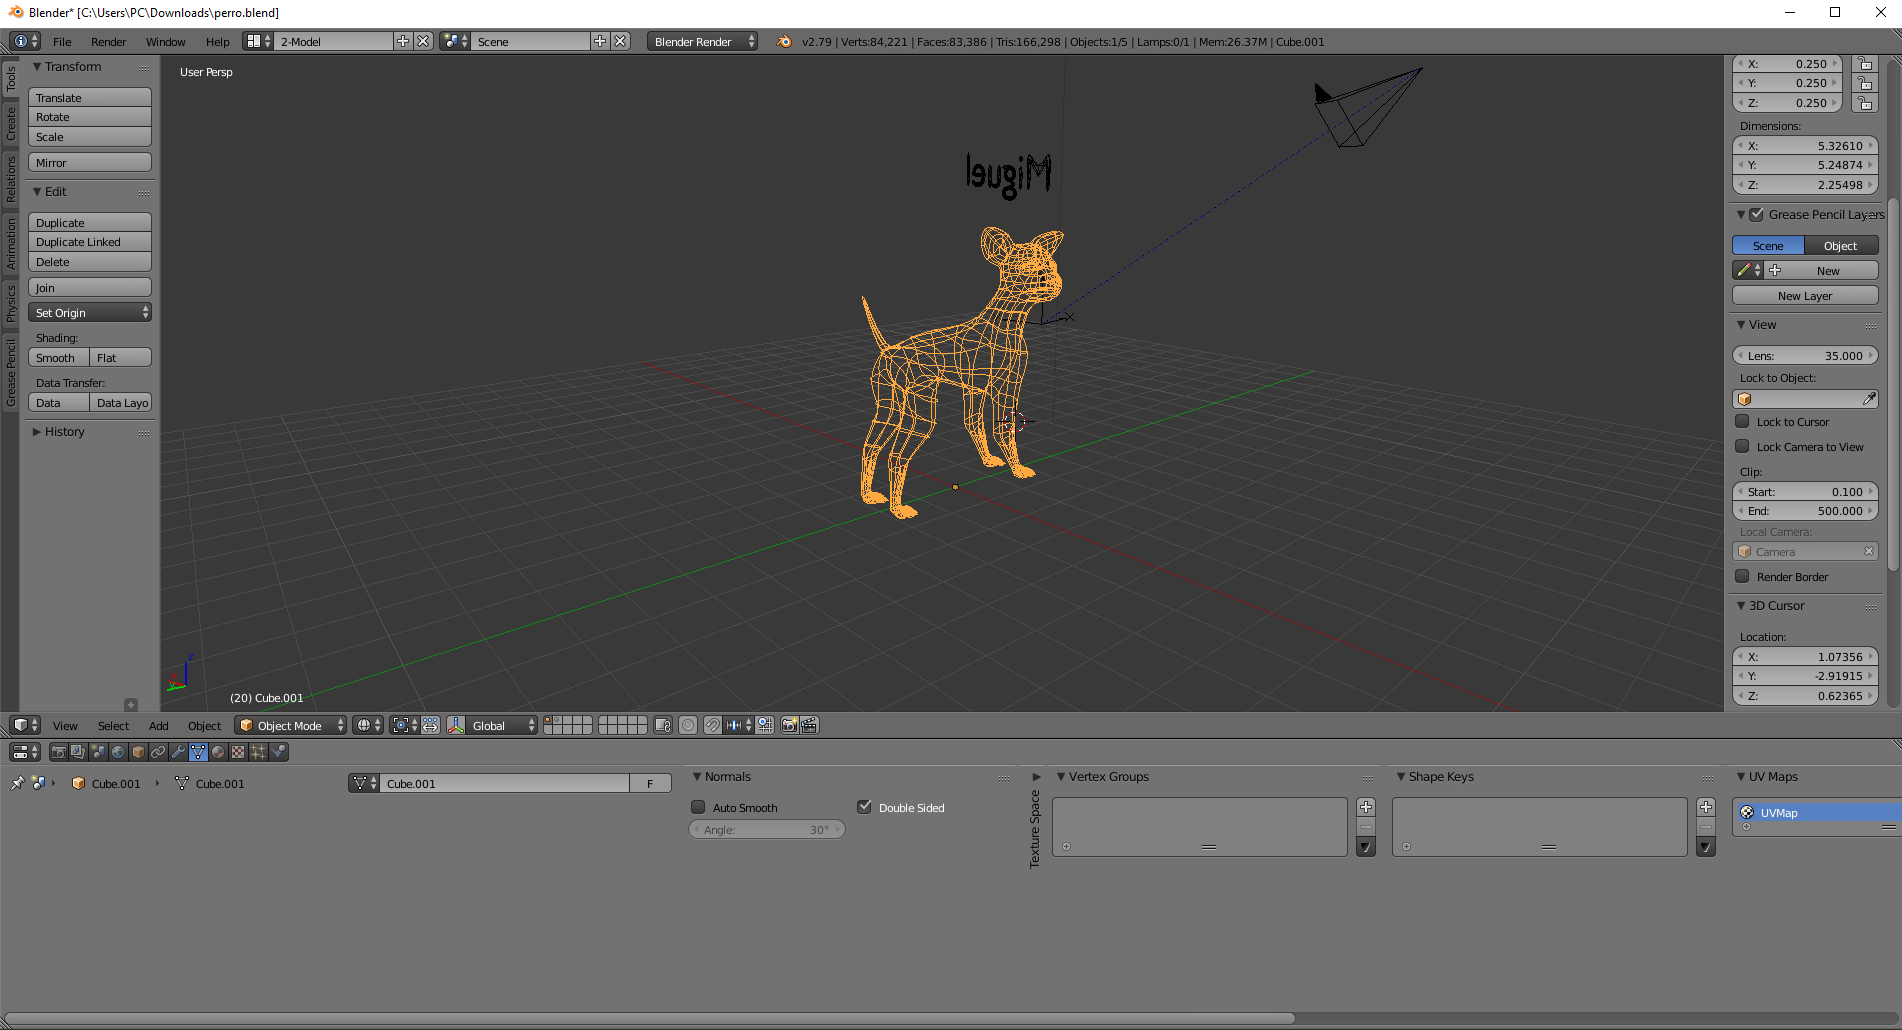 Blender* [C:\Users\PC\Downloads\perro.blend]
File Render Window Help 2-Model Scene Blender Render v2.79 | Verts:84,221 | Faces:83,386 | Tris:166,298 | Objects:1/5 | Lamps:0/1 | Mem:26.37M | Cube.001
Tools
Create
Relations
Animation
Physics
Grease Pencil
Transform
Translate
Rotate
Scale
Mirror
Edit
Duplicate
Duplicate Linked
Delete
Join
Set Origin
Shading:
Smooth Flat
Data Transfer:
Data Data Layo
History
User Persp
Miguel
(20) Cube.001
X: 0.250
Y: 0.250
Z: 0.250
Dimensions:
X: 5.32610
Y: 5.24874
Z: 2.25498
Grease Pencil Layers
Scene Object
New
New Layer
View
Lens: 35.000
Lock to Object:
Lock to Cursor
Lock Camera to View
Clip:
Start: 0.100
End: 500.000
Local Camera:
Camera
Render Border
3D Cursor
Location:
X: 1.07356
Y: -2.91915
Z: 0.62365
View Select Add Object Object Mode Global
Cube.001 Cube.001
Cube.001 F
Normals
Auto Smooth Double Sided
Angle: 30°
Texture Space
Vertex Groups
Shape Keys
UV Maps
UVMap